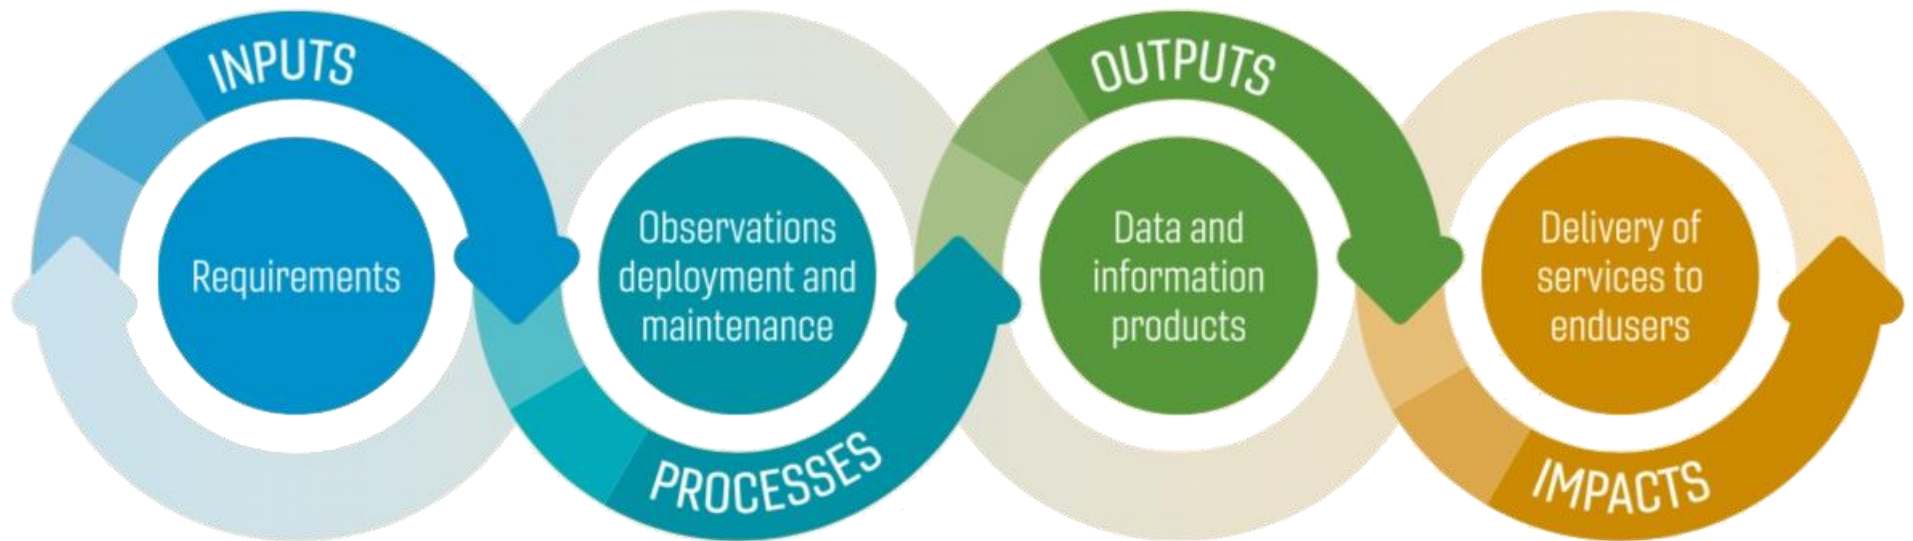 INPUTS
Requirements
Observations
deployment and
maintenance
PROCESSES
OUTPUTS
Data and
information
products
Delivery of
services to
endusers
IMPACTS